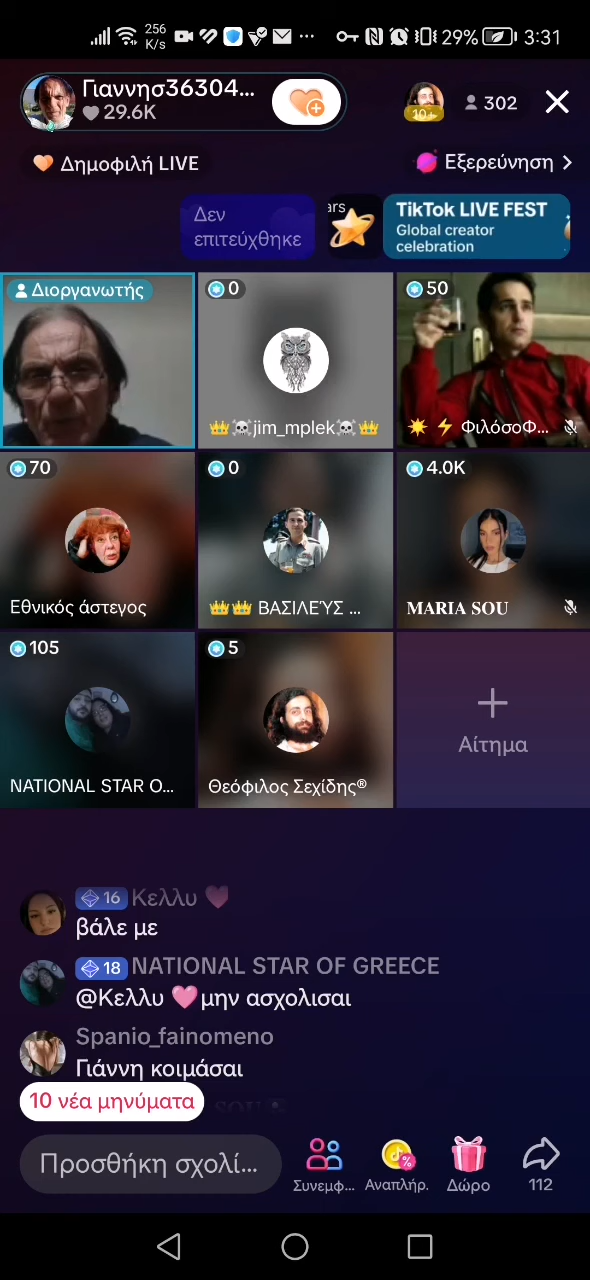 256
K/s
29%
3:31
Γιαννησ36304...
29.6K
10+
302
Δημοφιλή LIVE
Εξερεύνηση >
Δεν
επιτεύχθηκε
ars
TikTok LIVE FEST
Global creator
celebration
Διοργανωτής
0
👑☠️jim_mplek☠️👑
50
☀️ ⚡ ΦιλόσοΦ...
70
Εθνικός άστεγος
0
👑👑 ΒΑΣΙΛΕΎΣ ...
4.0K
MARIA SOU
105
NATIONAL STAR O...
5
Θεόφιλος Σεχίδης®
Αίτημα
16 Κελλυ 🩷
βάλε με
18 NATIONAL STAR OF GREECE
@Κελλυ 🩷μην ασχολισαι
Spanio_fainomeno
Γιάννη κοιμάσαι
10 νέα μηνύματα
SOU
Προσθήκη σχολί...
Συνεμφ...
Αναπλήρ.
Δώρο
112